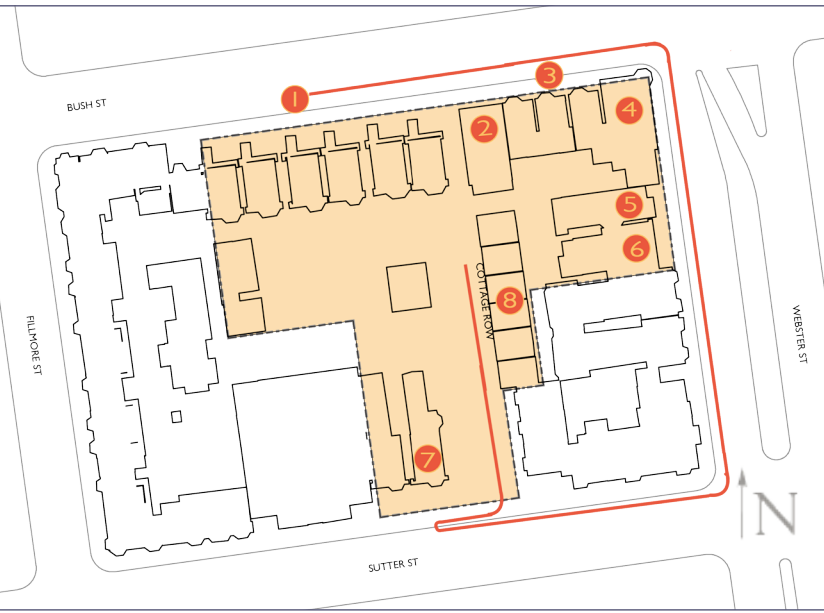 BUSH ST
1
2
3
4
5
6
COTTAGE ROW
8
FILLMORE ST
WEBSTER ST
7
N
SUTTER ST